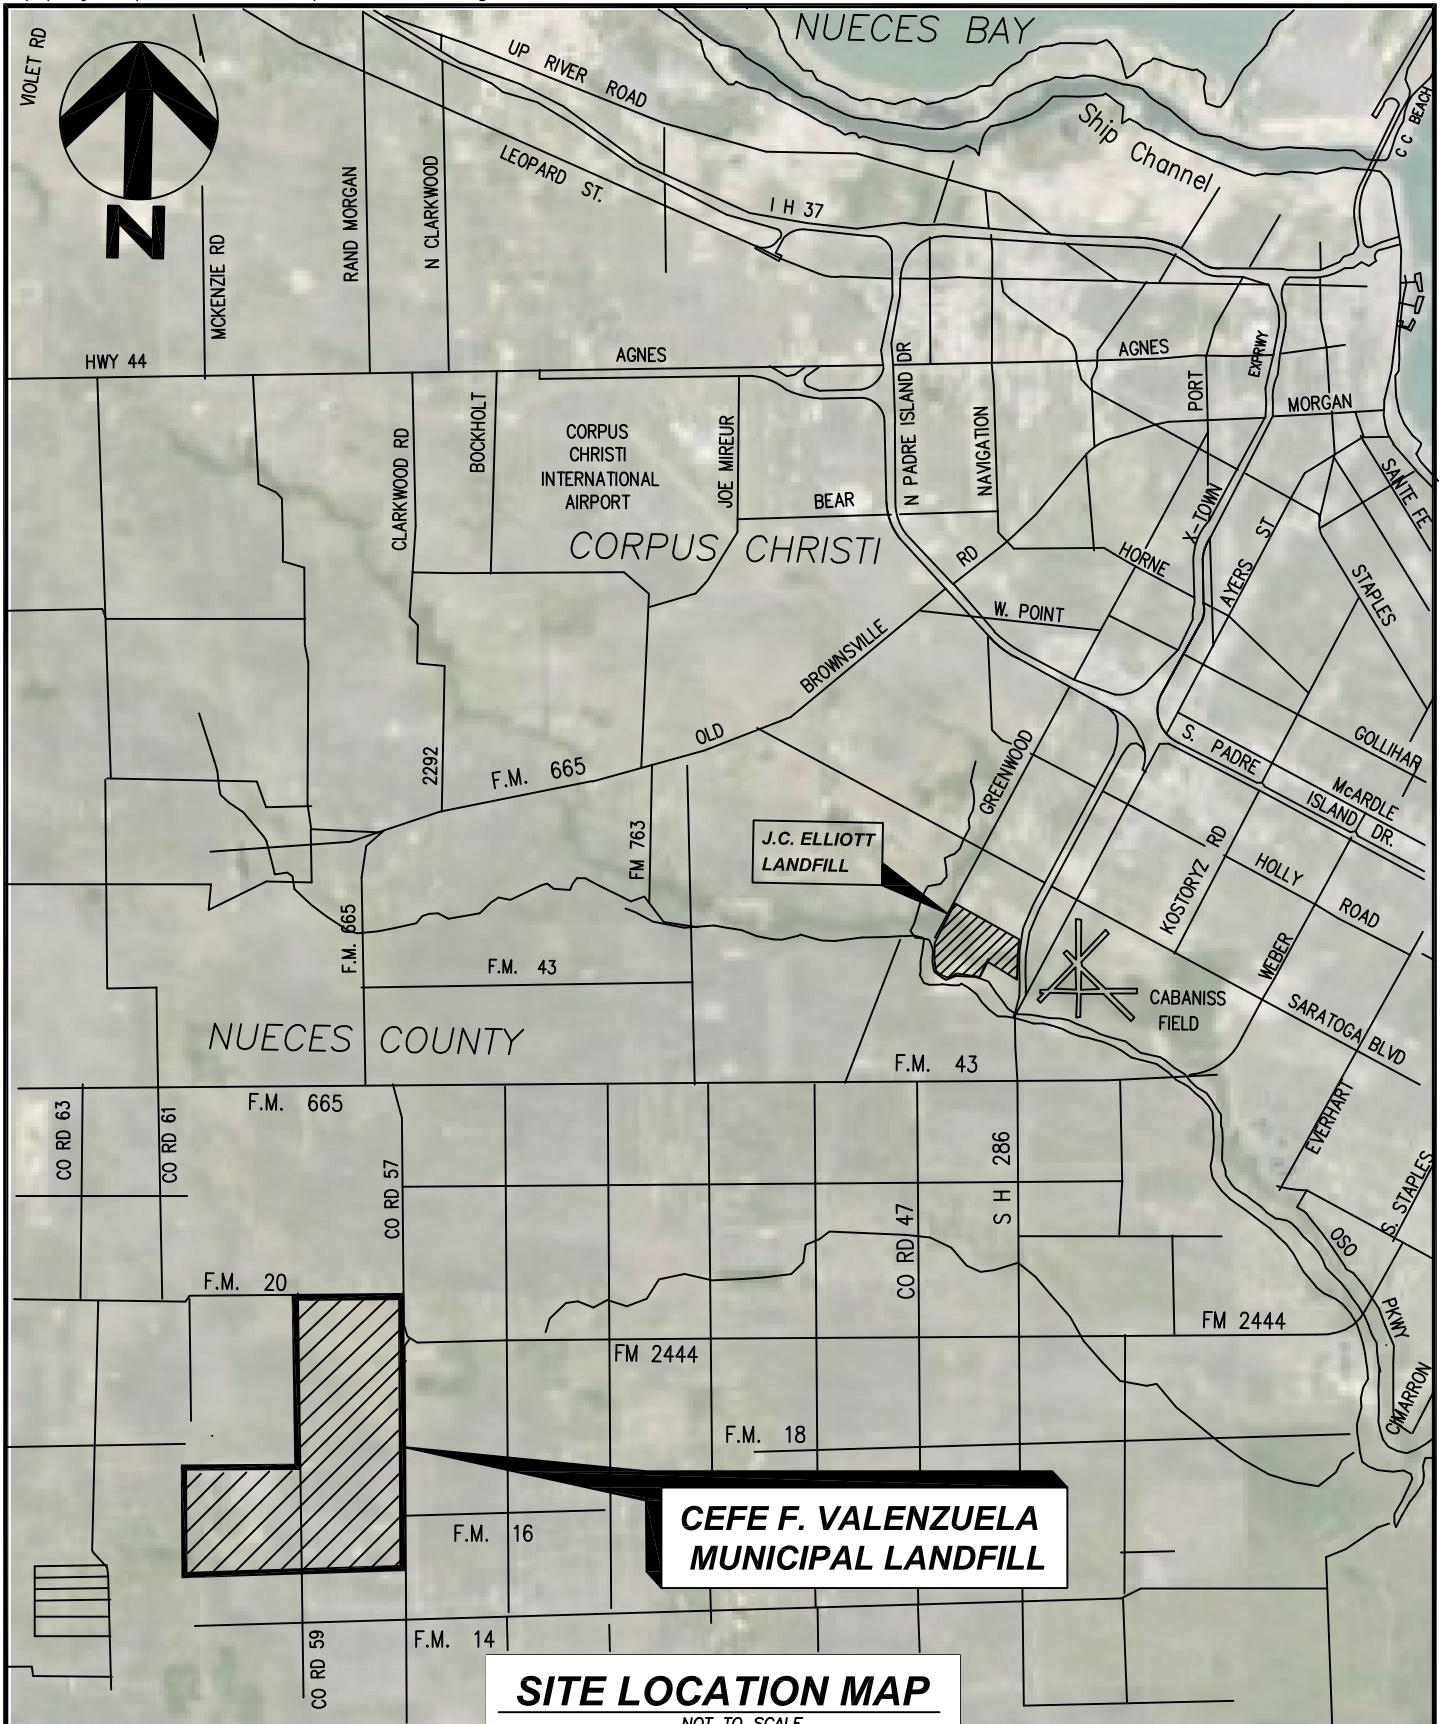 NUECES BAY
VIOLET RD
UP RIVER ROAD
C C BEACH
Ship Channel
LEOPARD ST.
N CLARKWOOD
RAND MORGAN
I H 37
N
MCKENZIE RD
HWY 44
AGNES
AGNES
EXPRWY
N PADRE ISLAND DR
PORT
MORGAN
BOCKHOLT
CLARKWOOD RD
CORPUS
CHRISTI
INTERNATIONAL
AIRPORT
JOE MIREUR
NAVIGATION
BEAR
SANTE FE
X-TOWN
CORPUS CHRISTI
RD
HORNE
AYERS ST
STAPLES
W. POINT
BROWNSVILLE
OLD
2292
F.M. 665
GREENWOOD
S. PADRE
ISLAND DR.
GOLLIHAR
McARDLE
FM 763
J.C. ELLIOTT
LANDFILL
KOSTORYZ RD
HOLLY ROAD
F.M. 665
F.M. 43
WEBER
CABANISS
FIELD
SARATOGA BLVD
NUECES COUNTY
F.M. 43
F.M. 665
CO RD 63
CO RD 61
CO RD 57
EVERHART
S H 286
CO RD 47
S. STAPLES
OSO
PKWY
F.M. 20
FM 2444
FM 2444
CIMARRON
F.M. 18
F.M. 16
CEFE F. VALENZUELA
MUNICIPAL LANDFILL
F.M. 14
CO RD 59
SITE LOCATION MAP
NOT TO SCALE